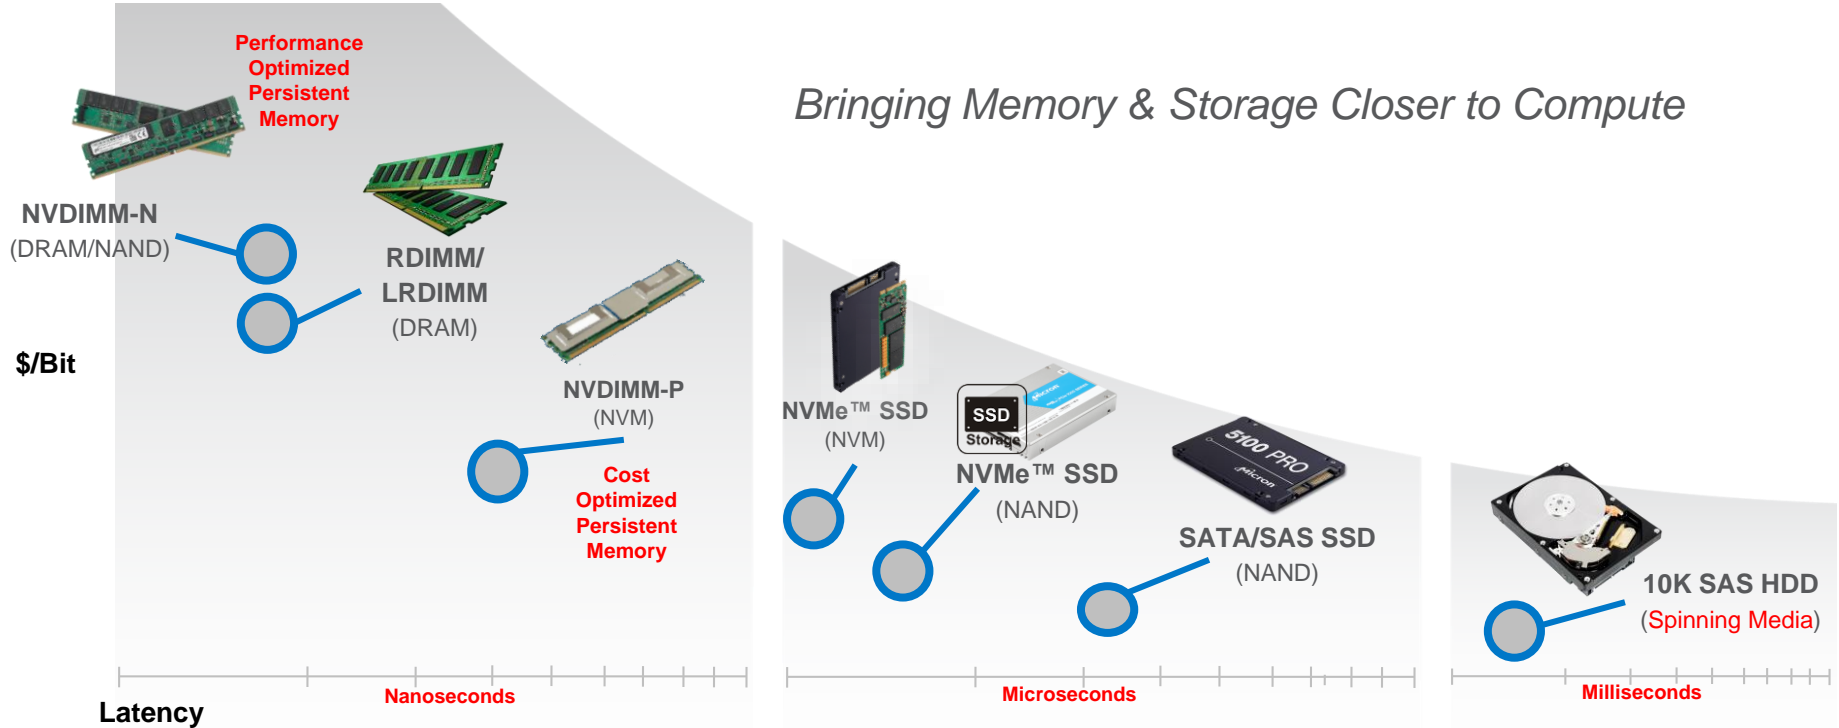 Performance
Optimized
Persistent
Memory
Bringing Memory & Storage Closer to Compute
NVDIMM-N
(DRAM/NAND)
RDIMM/
LRDIMM
(DRAM)
$/Bit
NVDIMM-P
(NVM)
Cost
Optimized
Persistent
Memory
NVMe™ SSD
(NVM)
SSD
Storage
Micron
NVMe™ SSD
(NAND)
5100 PRO
Micron
SATA/SAS SSD
(NAND)
10K SAS HDD
(Spinning Media)
Nanoseconds
Microseconds
Milliseconds
Latency